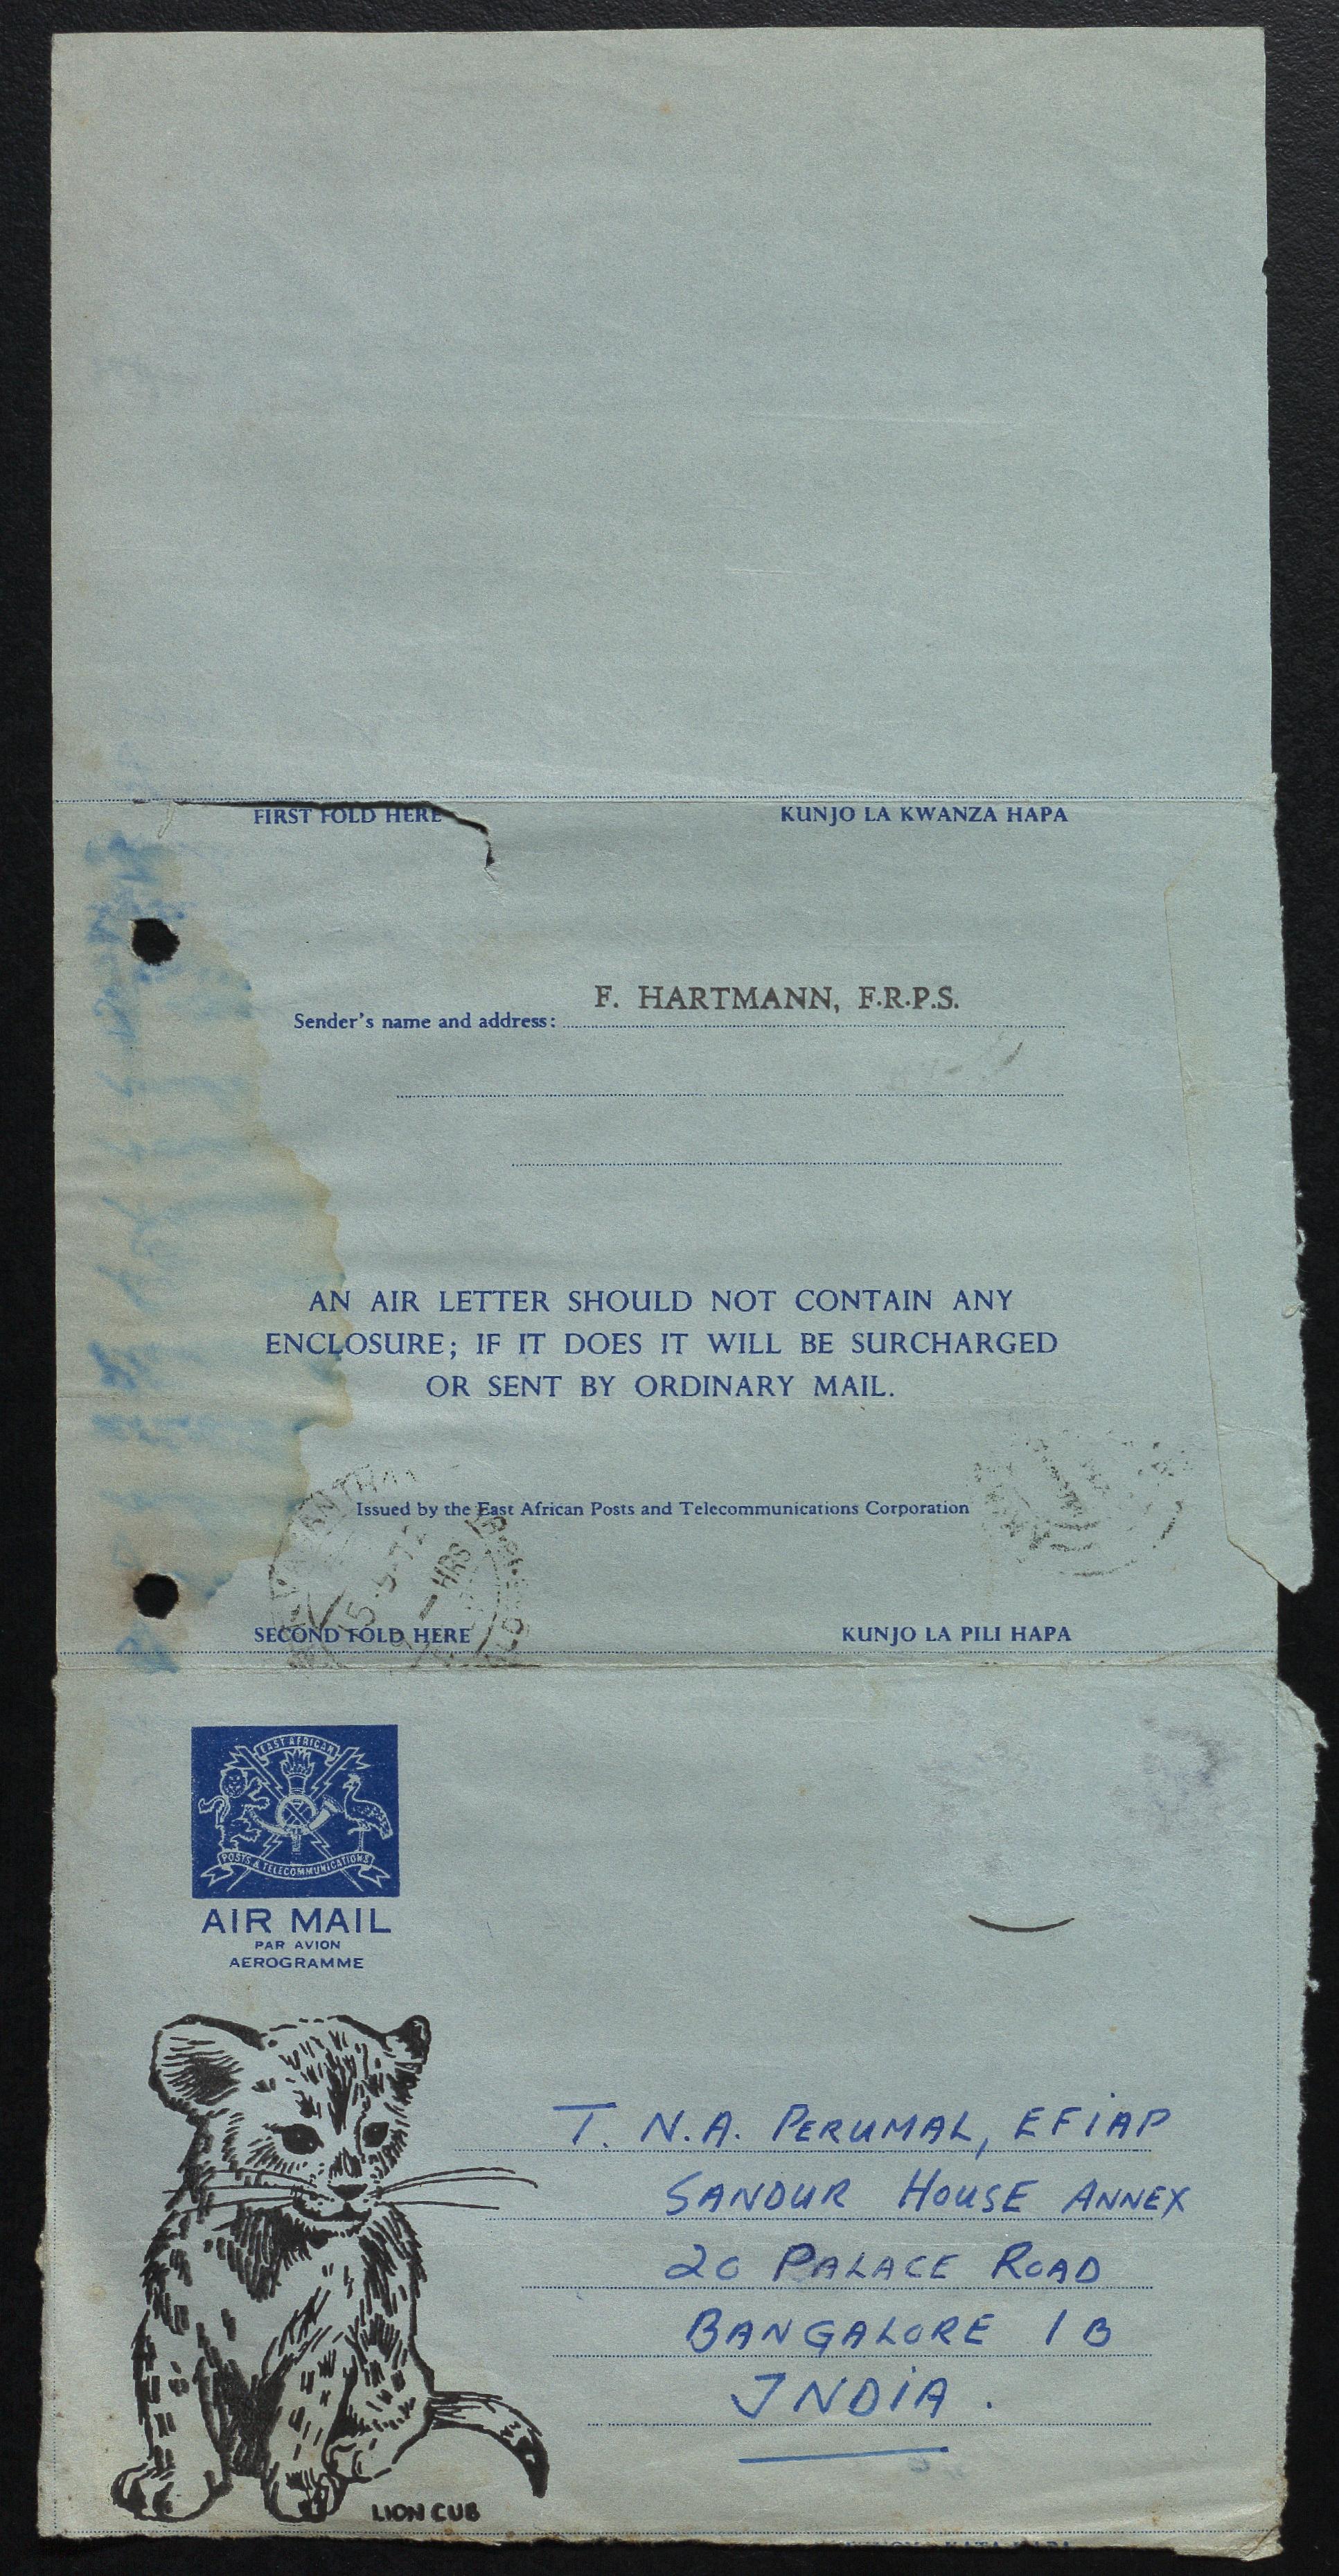 FIRST FOLD HERE KUNJO LA KWANZA HAPA
F. HARTMANN, F.R.P.S.
Sender's name and address:
AN AIR LETTER SHOULD NOT CONTAIN ANY
ENCLOSURE; IF IT DOES IT WILL BE SURCHARGED
OR SENT BY ORDINARY MAIL.
Issued by the East African Posts and Telecommunications Corporation
HRS
SECOND FOLD HERE KUNJO LA PILI HAPA
EAST AFRICAN
POSTS & TELECOMMUNICATIONS
AIR MAIL
PAR AVION
AEROGRAMME
T. N.A. PERUMAL, EFIAP
SANDUR HOUSE ANNEX
20 PALACE ROAD
BANGALORE 1 B
INDIA.
LION CUB